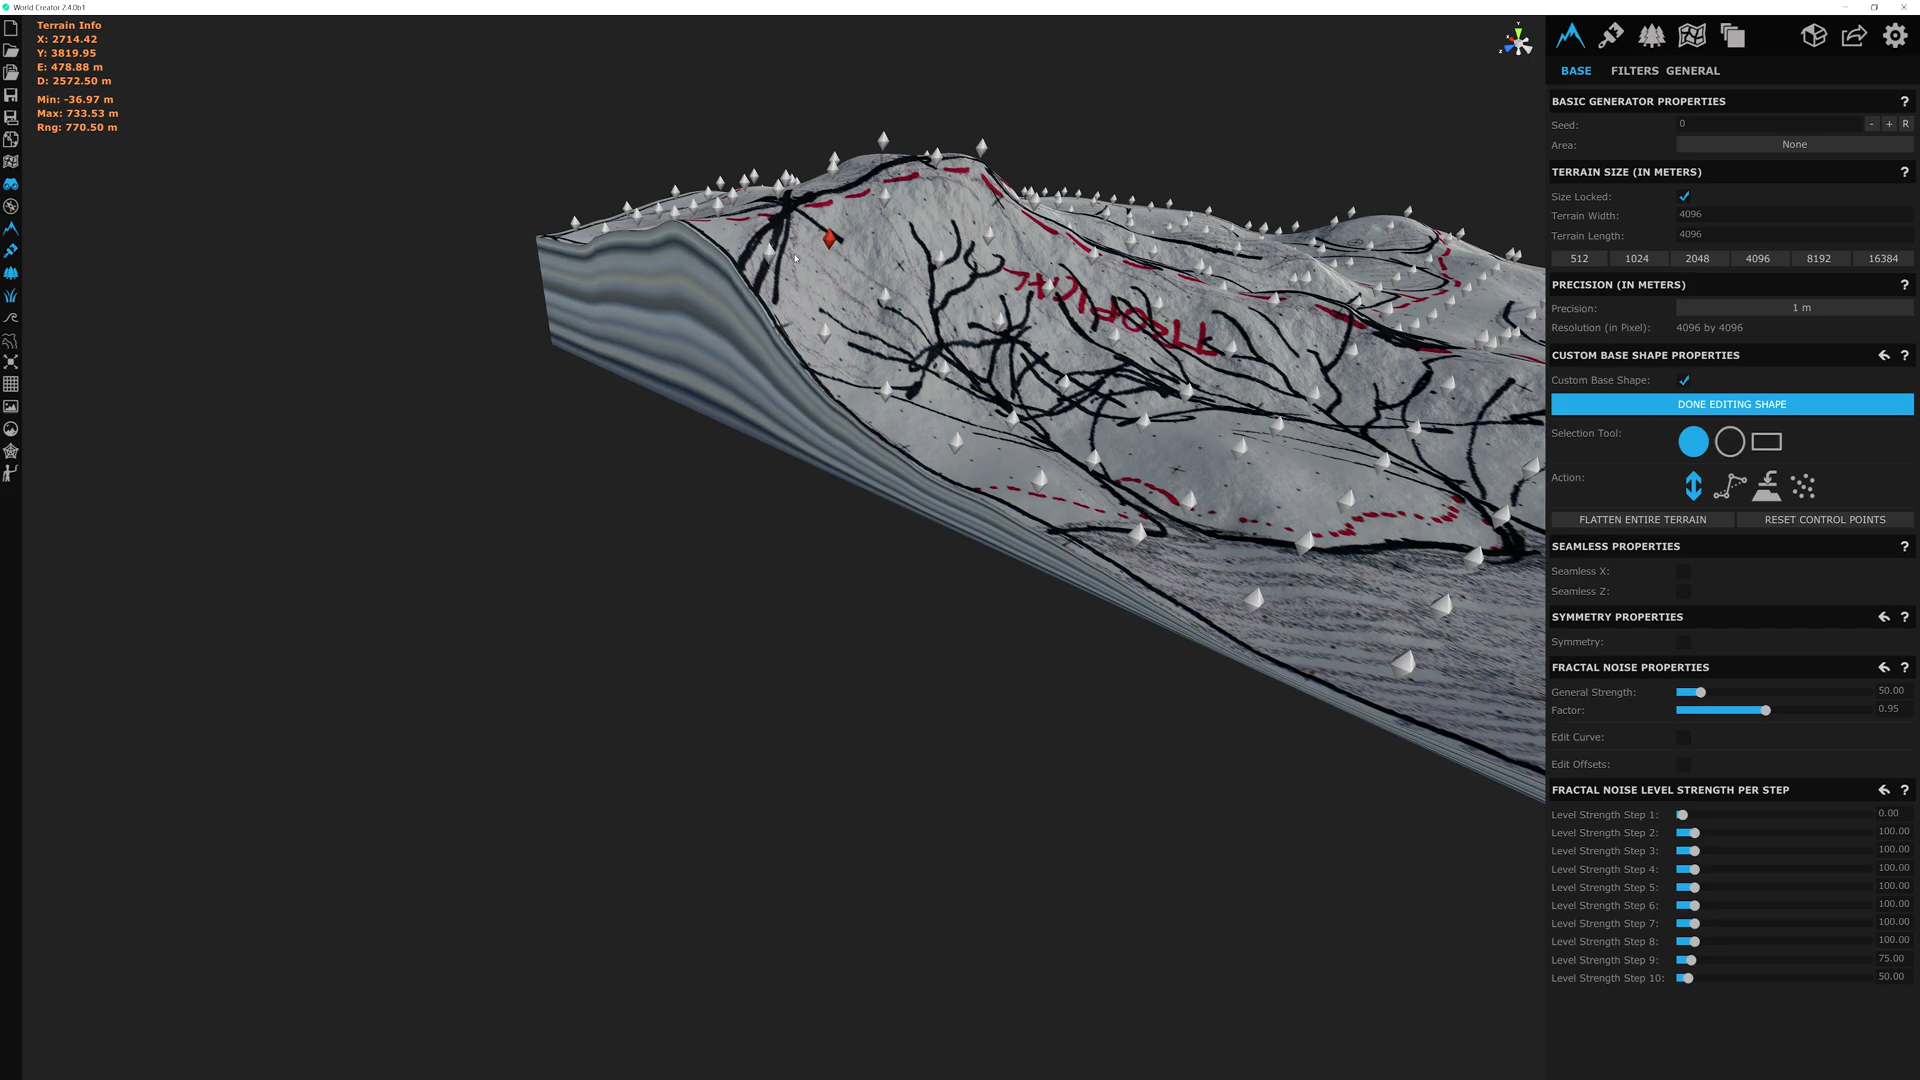 World Creator 2.4.0b1
Terrain Info
X: 2714.42
Y: 3819.95
E: 478.88 m
D: 2572.50 m
Min: -36.97 m
Max: 733.53 m
Rng: 770.50 m
TROPICAL
BASE FILTERS GENERAL
BASIC GENERATOR PROPERTIES ?
Seed: 0 - + R
Area: None
TERRAIN SIZE (IN METERS) ?
Size Locked:
Terrain Width: 4096
Terrain Length: 4096
512 1024 2048 4096 8192 16384
PRECISION (IN METERS) ?
Precision: 1 m
Resolution (in Pixel): 4096 by 4096
CUSTOM BASE SHAPE PROPERTIES ?
Custom Base Shape:
DONE EDITING SHAPE
Selection Tool:
Action:
FLATTEN ENTIRE TERRAIN RESET CONTROL POINTS
SEAMLESS PROPERTIES ?
Seamless X:
Seamless Z:
SYMMETRY PROPERTIES ?
Symmetry:
FRACTAL NOISE PROPERTIES ?
General Strength: 50.00
Factor: 0.95
Edit Curve:
Edit Offsets:
FRACTAL NOISE LEVEL STRENGTH PER STEP ?
Level Strength Step 1: 0.00
Level Strength Step 2: 100.00
Level Strength Step 3: 100.00
Level Strength Step 4: 100.00
Level Strength Step 5: 100.00
Level Strength Step 6: 100.00
Level Strength Step 7: 100.00
Level Strength Step 8: 100.00
Level Strength Step 9: 75.00
Level Strength Step 10: 50.00